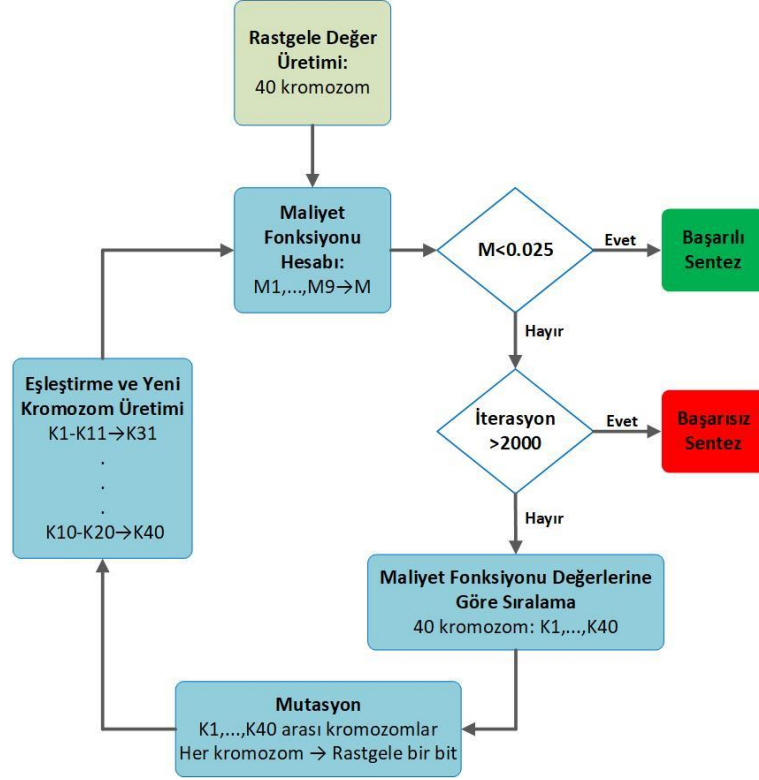 Rastgele Değer
Üretimi:
40 kromozom
Maliyet
Fonksiyonu
Hesabı:
M1,...,M9→M
M<0.025
Evet
Başarılı
Sentez
Hayır
İterasyon
>2000
Evet
Başarısız
Sentez
Hayır
Maliyet Fonksiyonu Değerlerine
Göre Sıralama
40 kromozom: K1,...,K40
Mutasyon
K1,...,K40 arası kromozomlar
Her kromozom → Rastgele bir bit
Eşleştirme ve Yeni
Kromozom Üretimi
K1-K11→K31
.
.
.
K10-K20→K40